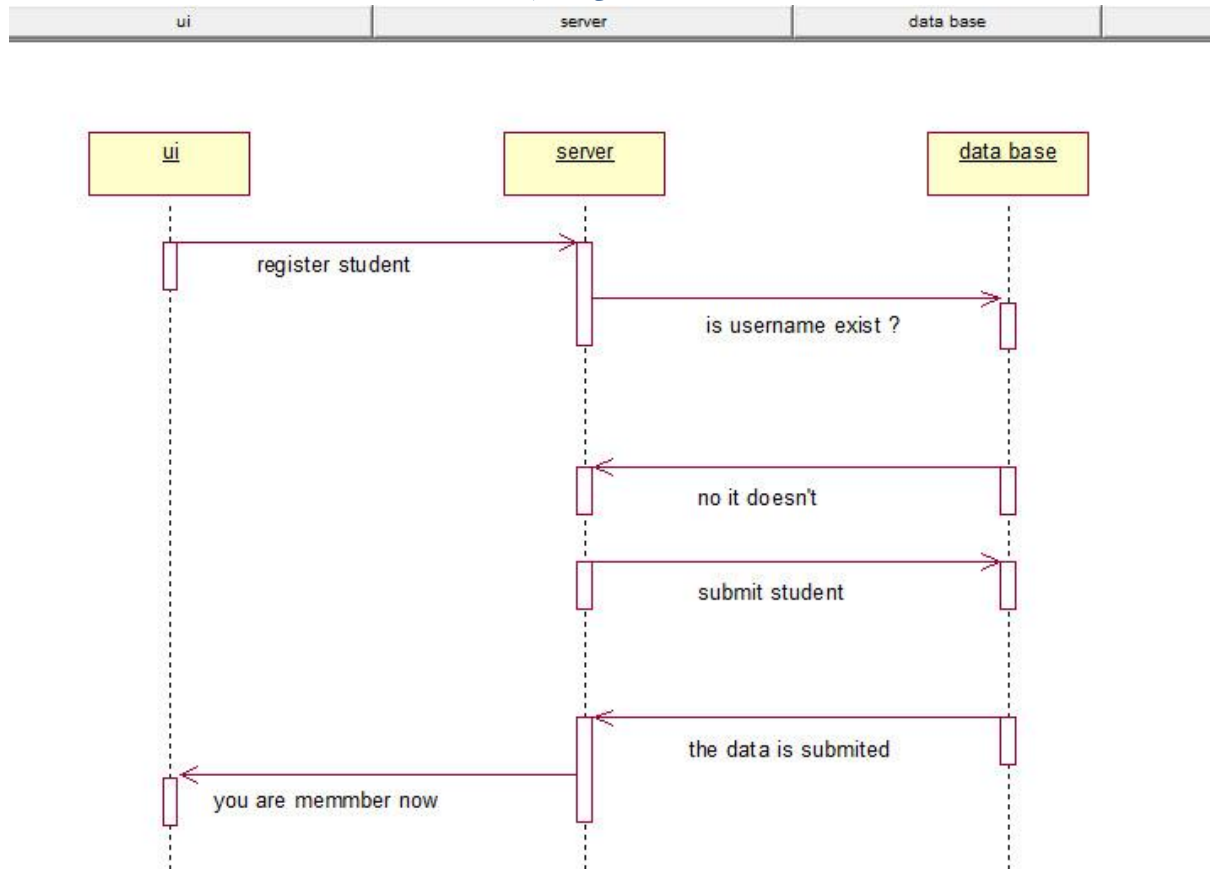 ui server data base
ui server data base
register student
is username exist ?
no it doesn't
submit student
the data is submited
you are memmber now